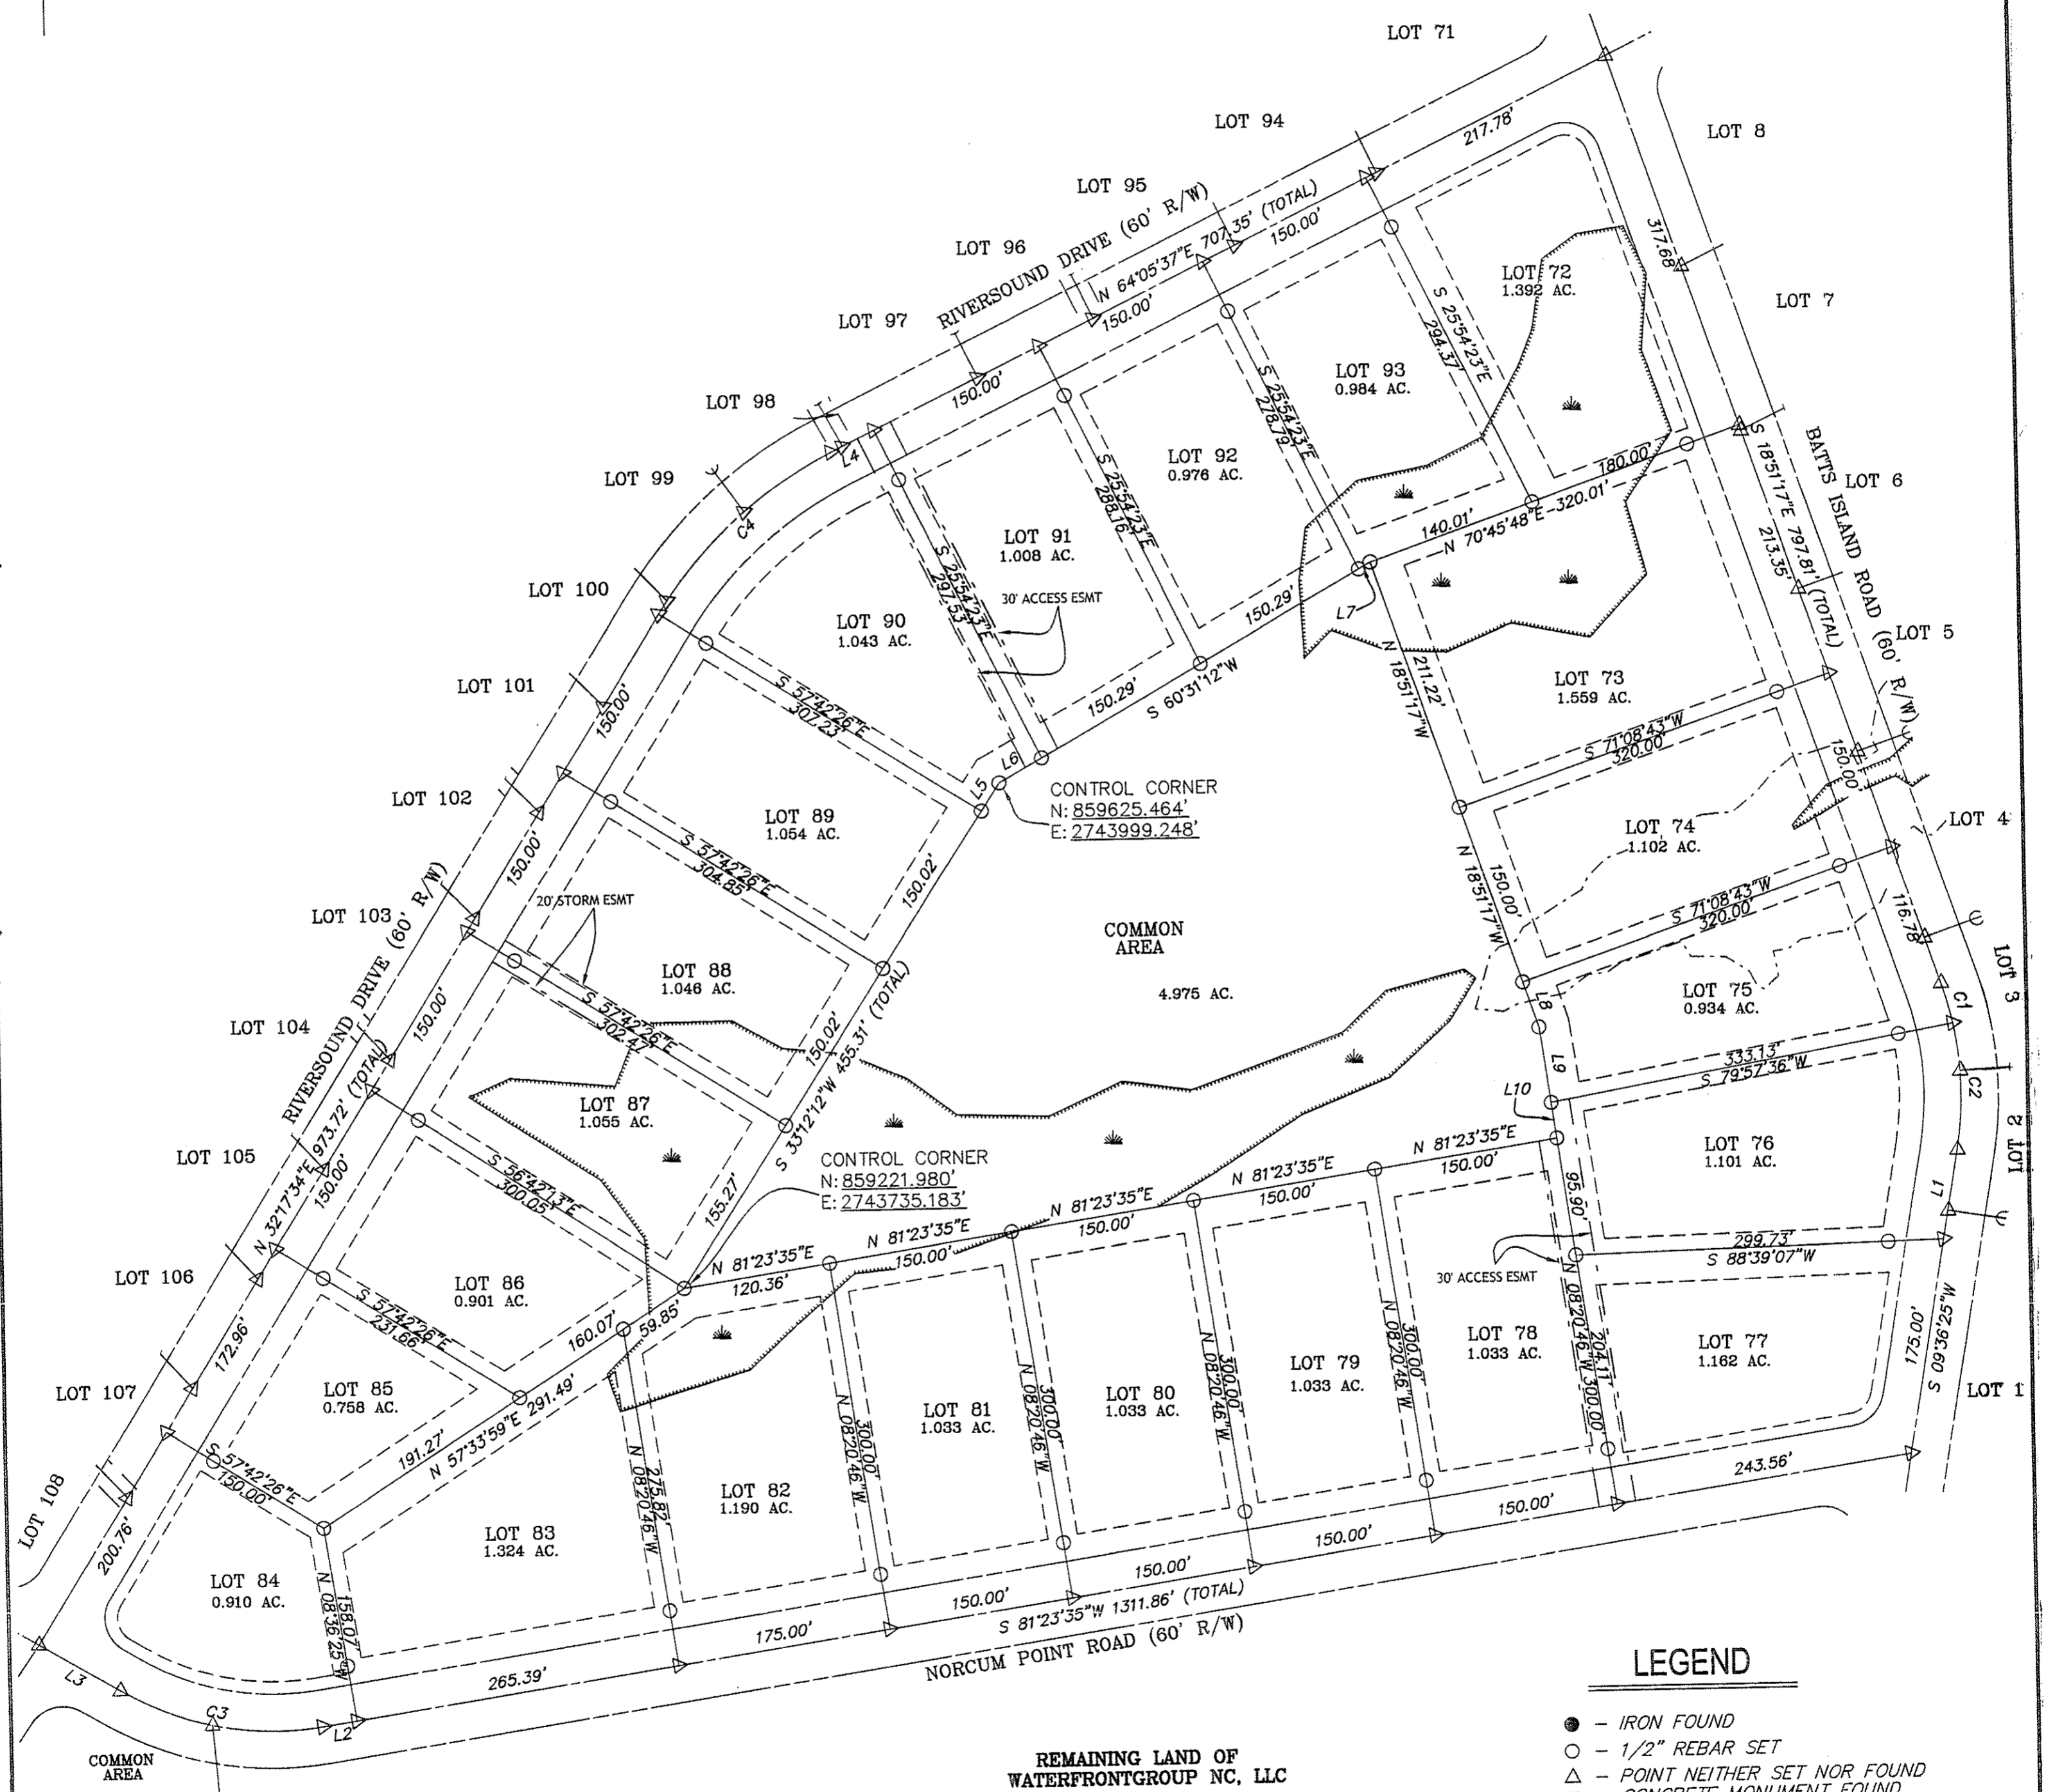 LOT 71
LOT 94
217.78'
LOT 8
LOT 95
RIVERSOUND DRIVE (60' R/W)
N 64°05'37"E 707.35' (TOTAL)
150.00'
LOT 96
150.00'
317.68
LOT 72
1.392 AC.
LOT 7
LOT 97
S 25°54'23"E
294.37'
LOT 93
0.984 AC.
LOT 98
150.00'
S 25°54'23"E
278.79'
L4
LOT 99
C4
LOT 92
0.976 AC.
S 25°54'23"E
288.16'
180.00'
140.01'
N 70°45'48"E 320.01'
BATTS ISLAND ROAD (60' R/W)
S 18°51'17"E 797.81' (TOTAL)
213.35'
LOT 6
LOT 91
1.008 AC.
S 25°54'23"E
297.53'
30' ACCESS ESMT
150.29'
L7
LOT 100
LOT 90
1.043 AC.
LOT 5
LOT 101
150.00'
S 57°42'26"E
307.23'
150.29'
S 60°31'12"W
N 18°51'17"W
211.22'
LOT 73
1.559 AC.
S 71°08'43"W
320.00'
150.00'
L6
L5
CONTROL CORNER
N: 859625.464'
E: 2743999.248'
LOT 102
150.00'
LOT 89
1.054 AC.
S 57°42'26"E
304.85'
150.02'
LOT 74
1.102 AC.
LOT 4
N 18°51'17"W
150.00'
S 71°08'43"W
320.00'
116.78'
LOT 103
RIVERSOUND DRIVE (60' R/W)
20' STORM ESMT
COMMON
AREA
4.975 AC.
LOT 88
1.046 AC.
S 57°42'26"E
302.47'
150.02'
LOT 75
0.934 AC.
L8
C1
LOT 3
LOT 104
150.00'
333.13'
S 79°57'36"W
L9
L10
C2
LOT 87
1.055 AC.
S 33°12'12"W 455.31' (TOTAL)
155.27'
LOT 2
LOT 105
N 32°17'34"E 973.72' (TOTAL)
150.00'
S 56°42'13"E
300.05'
CONTROL CORNER
N: 859221.980'
E: 2743735.183'
N 81°23'35"E
150.00'
N 81°23'35"E
150.00'
N 81°23'35"E
150.00'
N 81°23'35"E
150.00'
N 81°23'35"E
120.36'
95.90'
LOT 76
1.101 AC.
L1
299.73'
S 88°39'07"W
30' ACCESS ESMT
LOT 106
LOT 86
0.901 AC.
S 57°42'26"E
231.66'
160.07'
59.85'
172.96'
LOT 107
LOT 85
0.758 AC.
191.27'
N 57°33'59"E 291.49'
N 08°20'46"W
275.82'
LOT 82
1.190 AC.
N 08°20'46"W
300.00'
LOT 81
1.033 AC.
N 08°20'46"W
300.00'
LOT 80
1.033 AC.
N 08°20'46"W
300.00'
LOT 79
1.033 AC.
N 08°20'46"W
300.00'
LOT 78
1.033 AC.
N 08°20'46"W 300.00'
204.11'
LOT 77
1.162 AC.
175.00'
S 09°36'25"W
LOT 1
LOT 108
S 57°42'26"E
150.00'
200.76'
LOT 84
0.910 AC.
N 08°36'25"W
158.07'
LOT 83
1.324 AC.
243.56'
150.00'
150.00'
150.00'
150.00'
175.00'
265.39'
S 81°23'35"W 1311.86' (TOTAL)
NORCUM POINT ROAD (60' R/W)
L3
C3
L2
COMMON
AREA
REMAINING LAND OF
WATERFRONTGROUP NC, LLC
LEGEND
- IRON FOUND
- 1/2" REBAR SET
- POINT NEITHER SET NOR FOUND
- CONCRETE MONUMENT FOUND